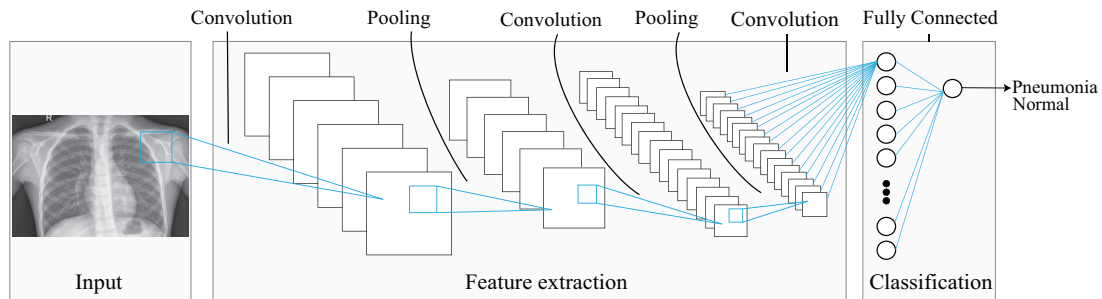 Convolution
Pooling
Convolution
Pooling
Convolution
Fully Connected
R
Pneumonia
Normal
Input
Feature extraction
Classification